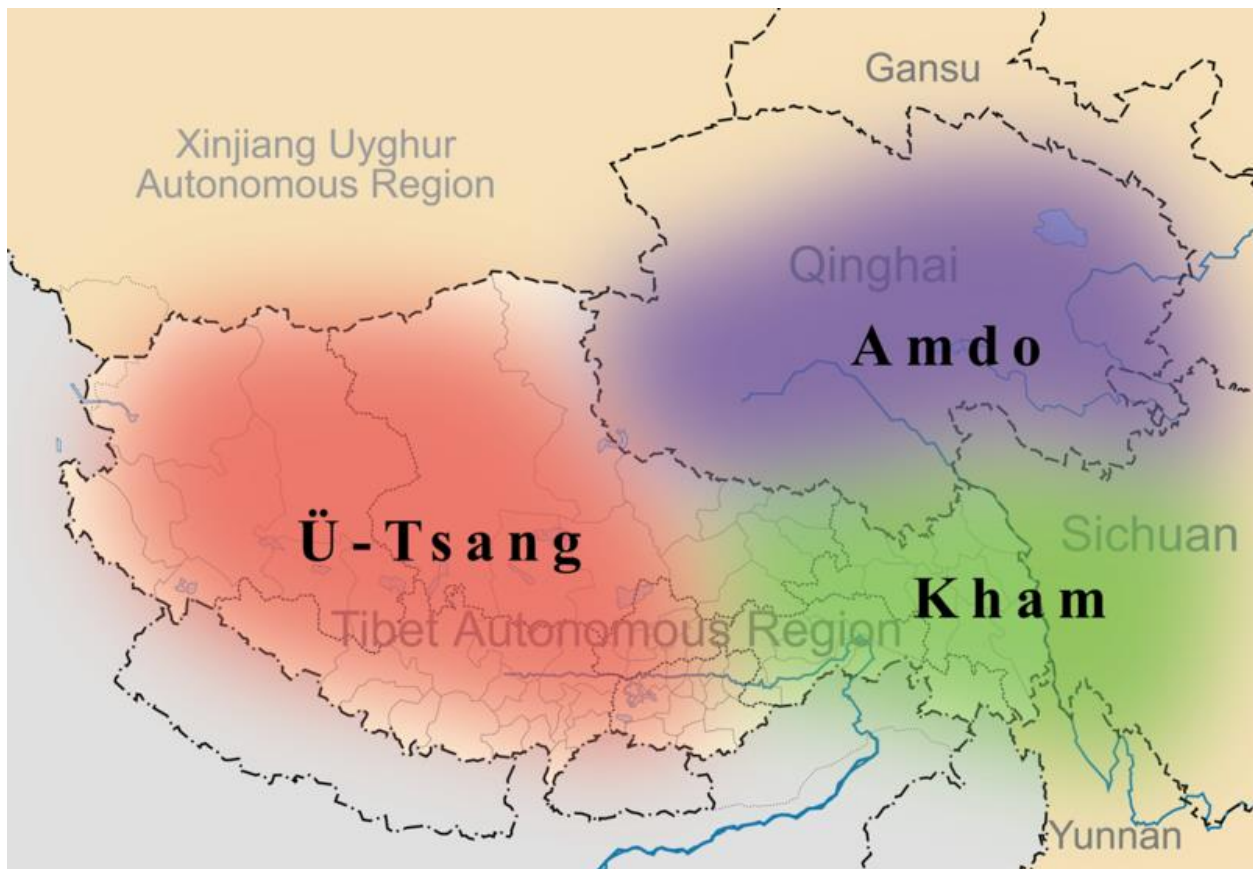 Gansu
Xinjiang Uyghur
Autonomous Region
Qinghai
Amdo
Ü-Tsang
Sichuan
Kham
Tibet Autonomous Region
Yunnan